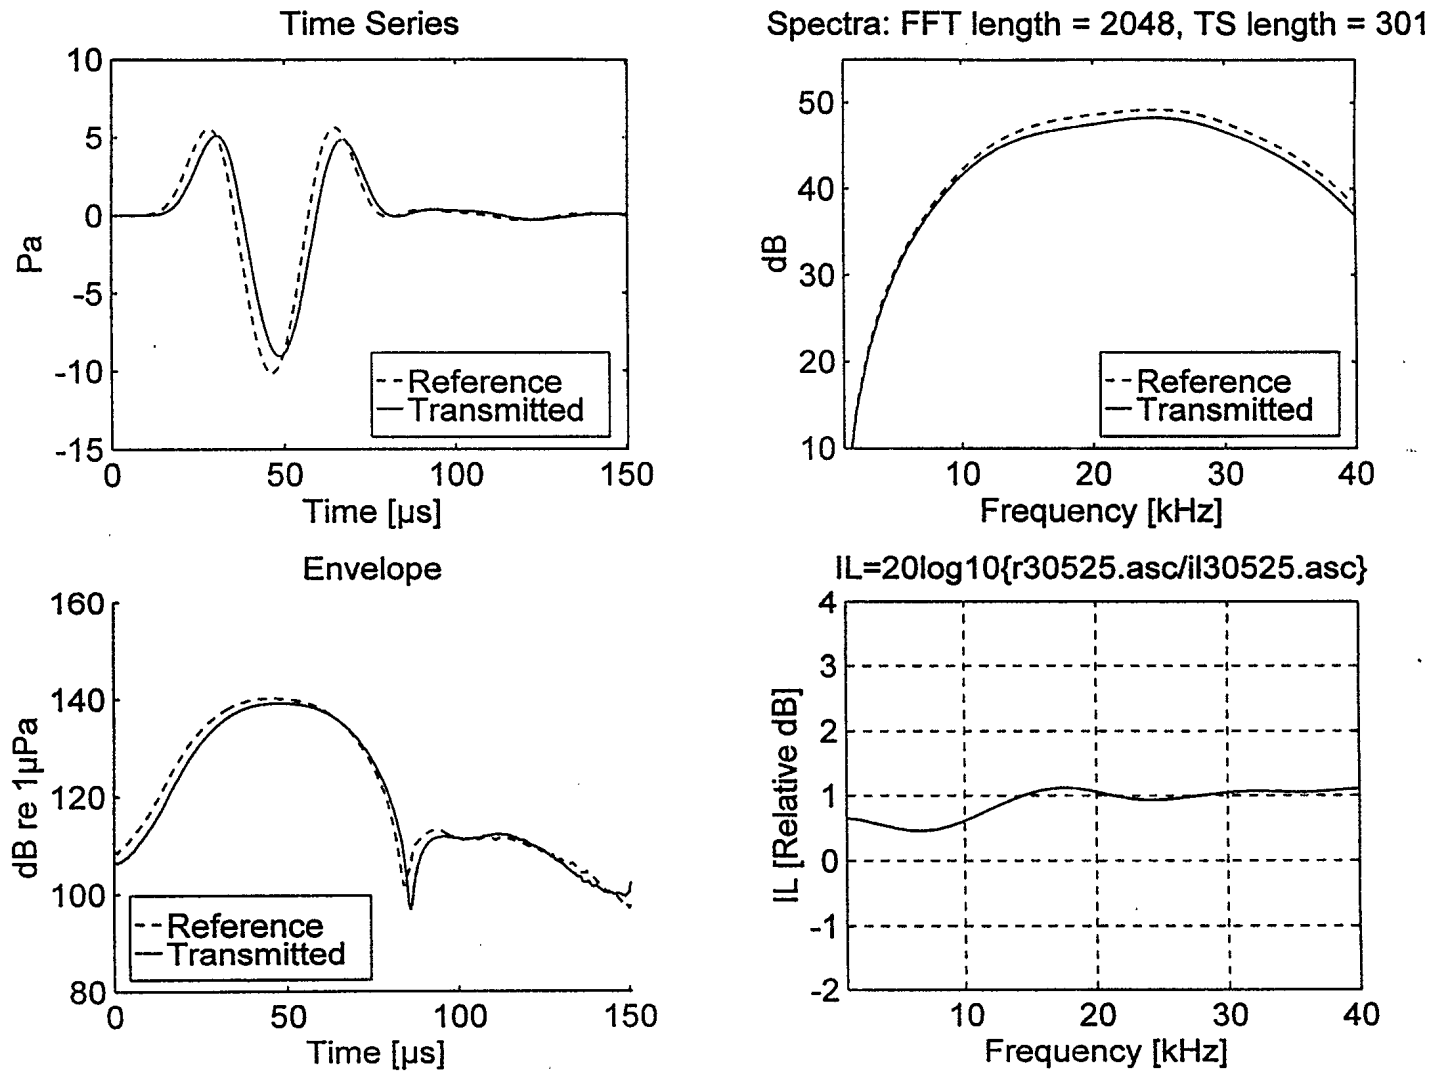 Time Series
10
5
0
-5
-10
-15
Pa
Reference
Transmitted
0
50
100
150
Time [µs]
Spectra: FFT length = 2048, TS length = 301
50
40
30
20
10
dB
Reference
Transmitted
10
20
30
40
Frequency [kHz]
Envelope
160
140
120
100
80
dB re 1µPa
Reference
Transmitted
0
50
100
150
Time [µs]
IL=20log10{r30525.asc/il30525.asc}
4
3
2
1
0
-1
-2
IL [Relative dB]
10
20
30
40
Frequency [kHz]